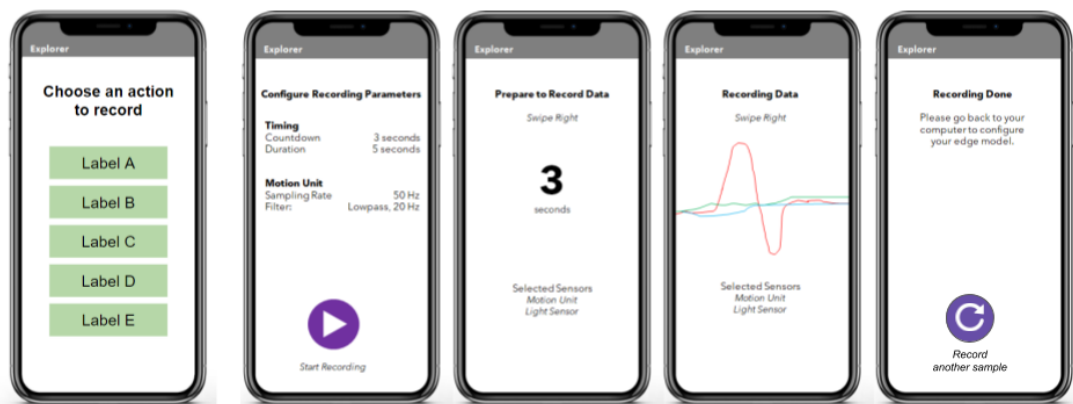 Explorer
Choose an action
to record
Label A
Label B
Label C
Label D
Label E
Explorer
Configure Recording Parameters
Timing
Countdown 3 seconds
Duration 5 seconds
Motion Unit
Sampling Rate 50 Hz
Filter: Lowpass, 20 Hz
Start Recording
Explorer
Prepare to Record Data
Swipe Right
3
seconds
Selected Sensors
Motion Unit
Light Sensor
Explorer
Recording Data
Swipe Right
Selected Sensors
Motion Unit
Light Sensor
Explorer
Recording Done
Please go back to your
computer to configure
your edge model.
Record
another sample